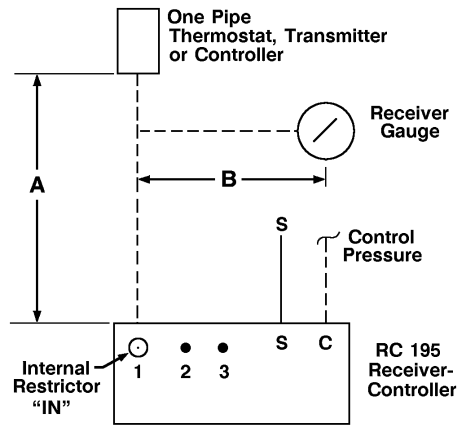 One Pipe
Thermostat, Transmitter
or Controller
Receiver
Gauge
A
B
S
Control
Pressure
S C
Internal
Restrictor
“IN”
1 2 3
RC 195
Receiver-
Controller